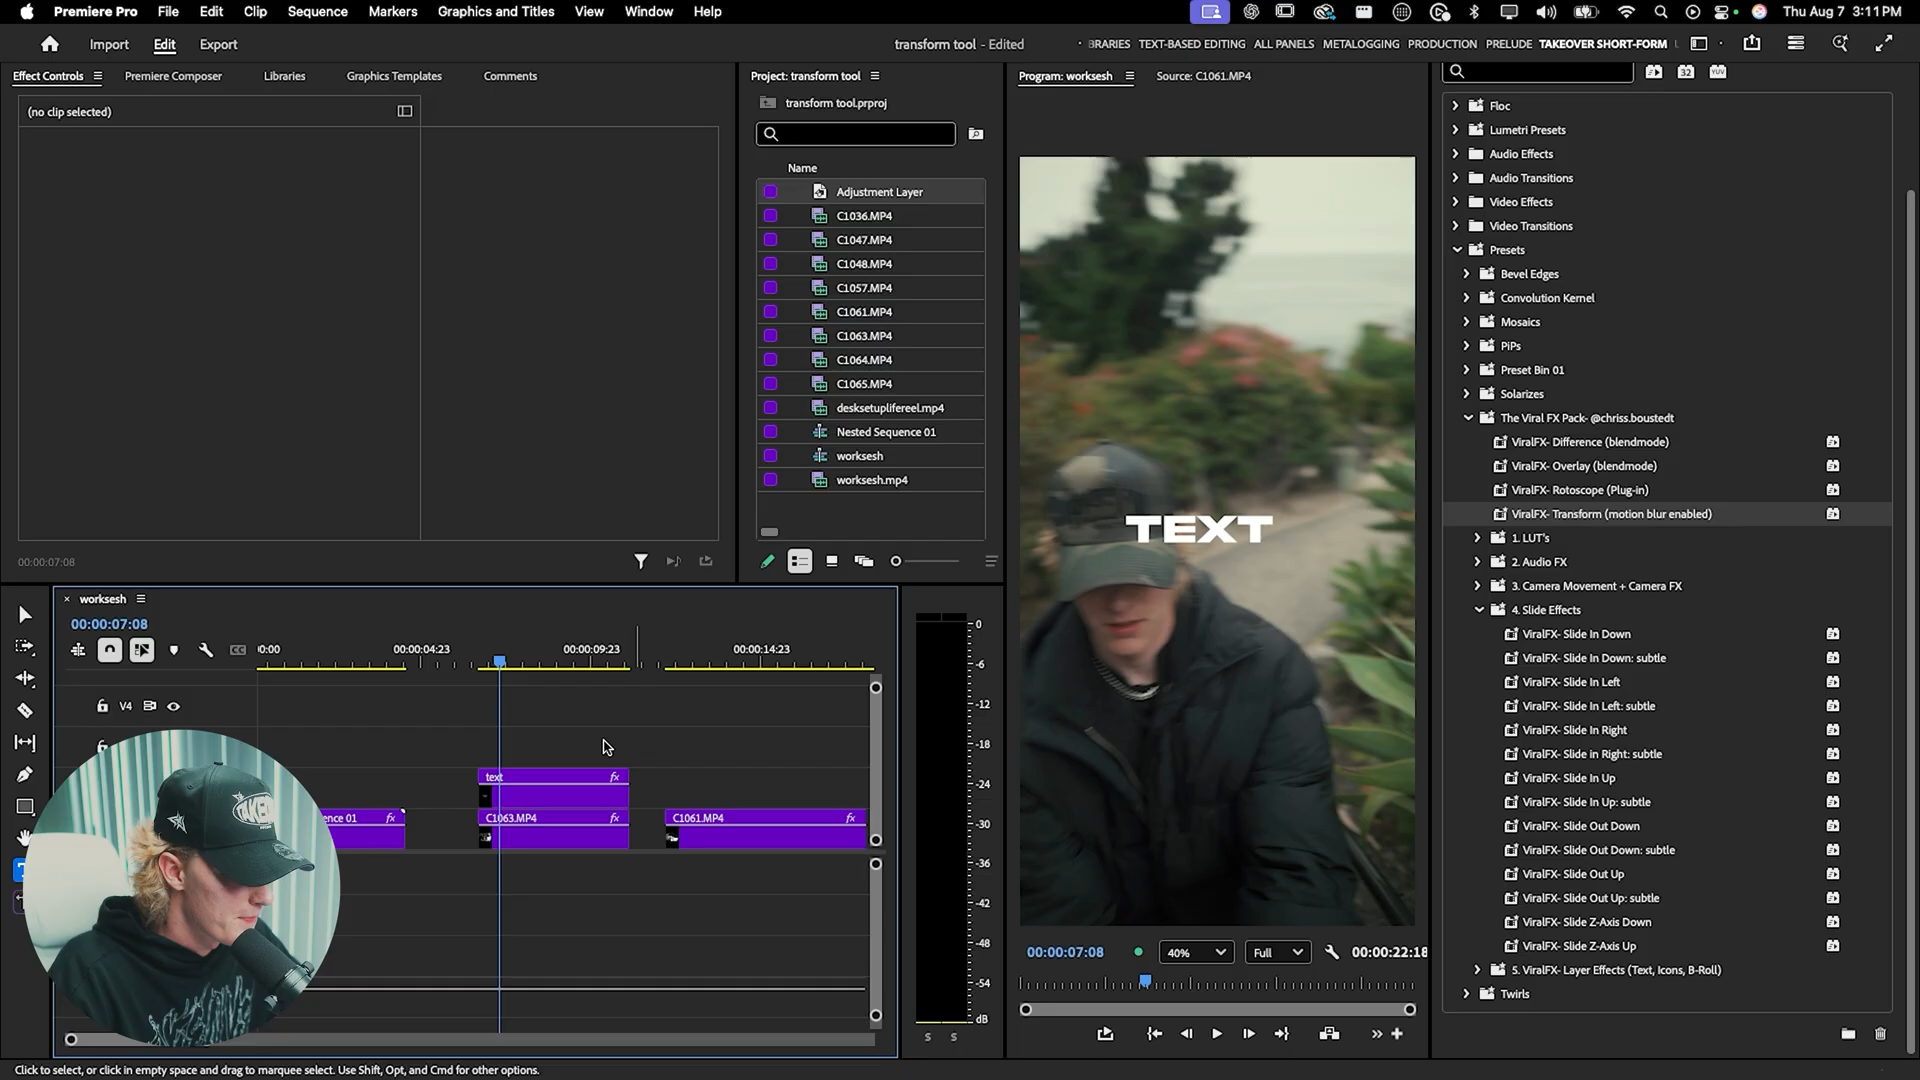 Premiere Pro File Edit Clip Sequence Markers Graphics and Titles View Window Help Thu Aug 7 3:11 PM
Import Edit Export transform tool - Edited BRARIES TEXT-BASED EDITING ALL PANELS METALOGGING PRODUCTION PRELUDE TAKEOVER SHORT-FORM
Effect Controls Premiere Composer Libraries Graphics Templates Comments
(no clip selected)
00:00:07:08
Project: transform tool
transform tool.prproj
Name
Adjustment Layer
C1036.MP4
C1047.MP4
C1048.MP4
C1057.MP4
C1061.MP4
C1063.MP4
C1064.MP4
C1065.MP4
desksetuplifereel.mp4
Nested Sequence 01
worksesh
worksesh.mp4
Program: worksesh Source: C1061.MP4
TEXT
00:00:07:08 40% Full 00:00:22:18
32 YUV
Floc
Lumetri Presets
Audio Effects
Audio Transitions
Video Effects
Video Transitions
Presets
Bevel Edges
Convolution Kernel
Mosaics
PiPs
Preset Bin 01
Solarizes
The Viral FX Pack- @chriss.boustedt
ViralFX- Difference (blendmode)
ViralFX- Overlay (blendmode)
ViralFX- Rotoscope (Plug-in)
ViralFX- Transform (motion blur enabled)
1. LUT's
2. Audio FX
3. Camera Movement + Camera FX
4. Slide Effects
ViralFX- Slide In Down
ViralFX- Slide In Down: subtle
ViralFX- Slide In Left
ViralFX- Slide In Left: subtle
ViralFX- Slide In Right
ViralFX- Slide in Right: subtle
ViralFX- Slide In Up
ViralFX- Slide In Up: subtle
ViralFX- Slide Out Down
ViralFX- Slide Out Down: subtle
ViralFX- Slide Out Up
ViralFX- Slide Out Up: subtle
ViralFX- Slide Z-Axis Down
ViralFX- Slide Z-Axis Up
5. ViralFX- Layer Effects (Text, Icons, B-Roll)
Twirls
worksesh
00:00:07:08
CC
:00:00 00:00:04:23 00:00:09:23 00:00:14:23
V4
text fx
ence 01 fx C1063.MP4 fx C1061.MP4 fx
0
-6
-12
-18
-24
-30
-36
-42
-48
-54
dB
S S
Click to select, or click in empty space and drag to marquee select. Use Shift, Opt, and Cmd for other options.